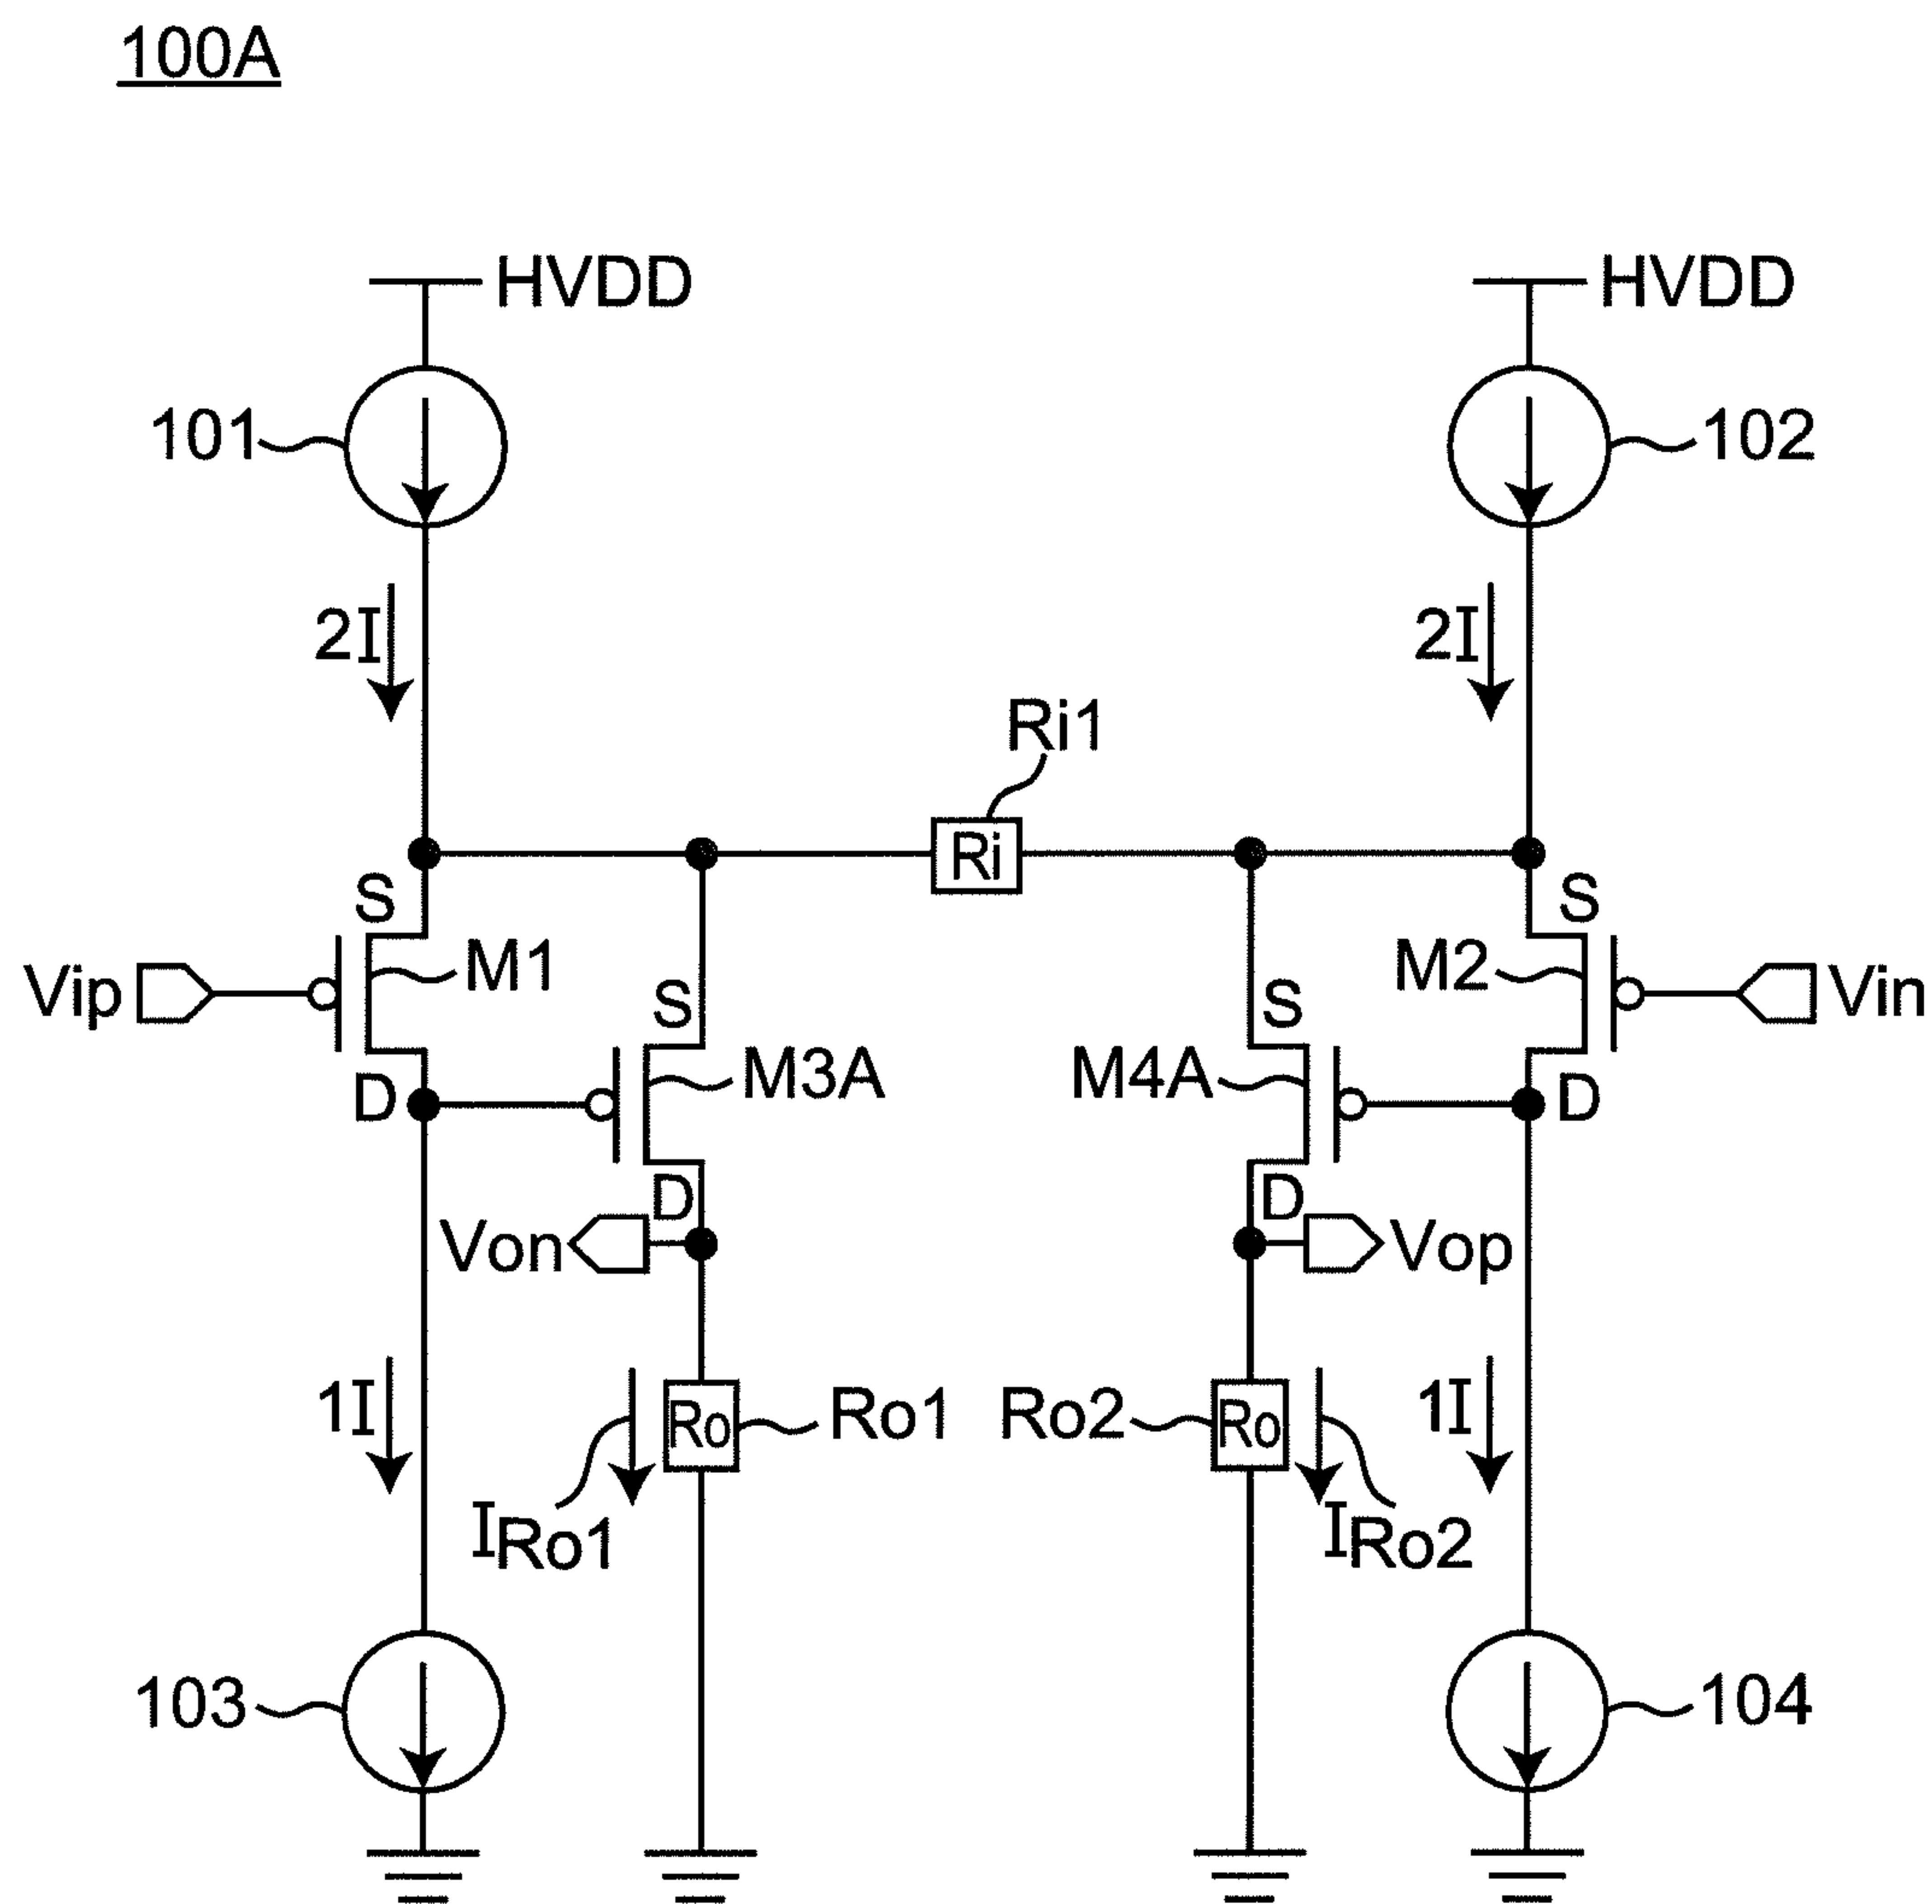 100A
HVDD HVDD
101 102
2I 2I
Ri1
Ri
S S
Vip M1 M2 Vin
S S
M3A M4A
D D
D D
Von Vop
1I Ro Ro1 Ro2 Ro 1I
IRo1 IRo2
103 104